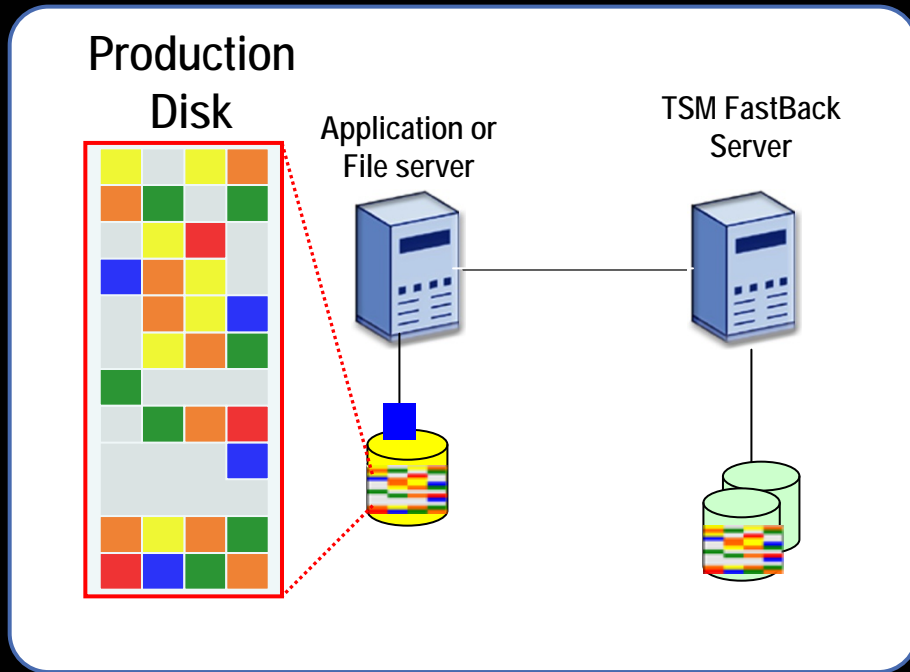 Production
Disk
Application or
File server
TSM FastBack
Server